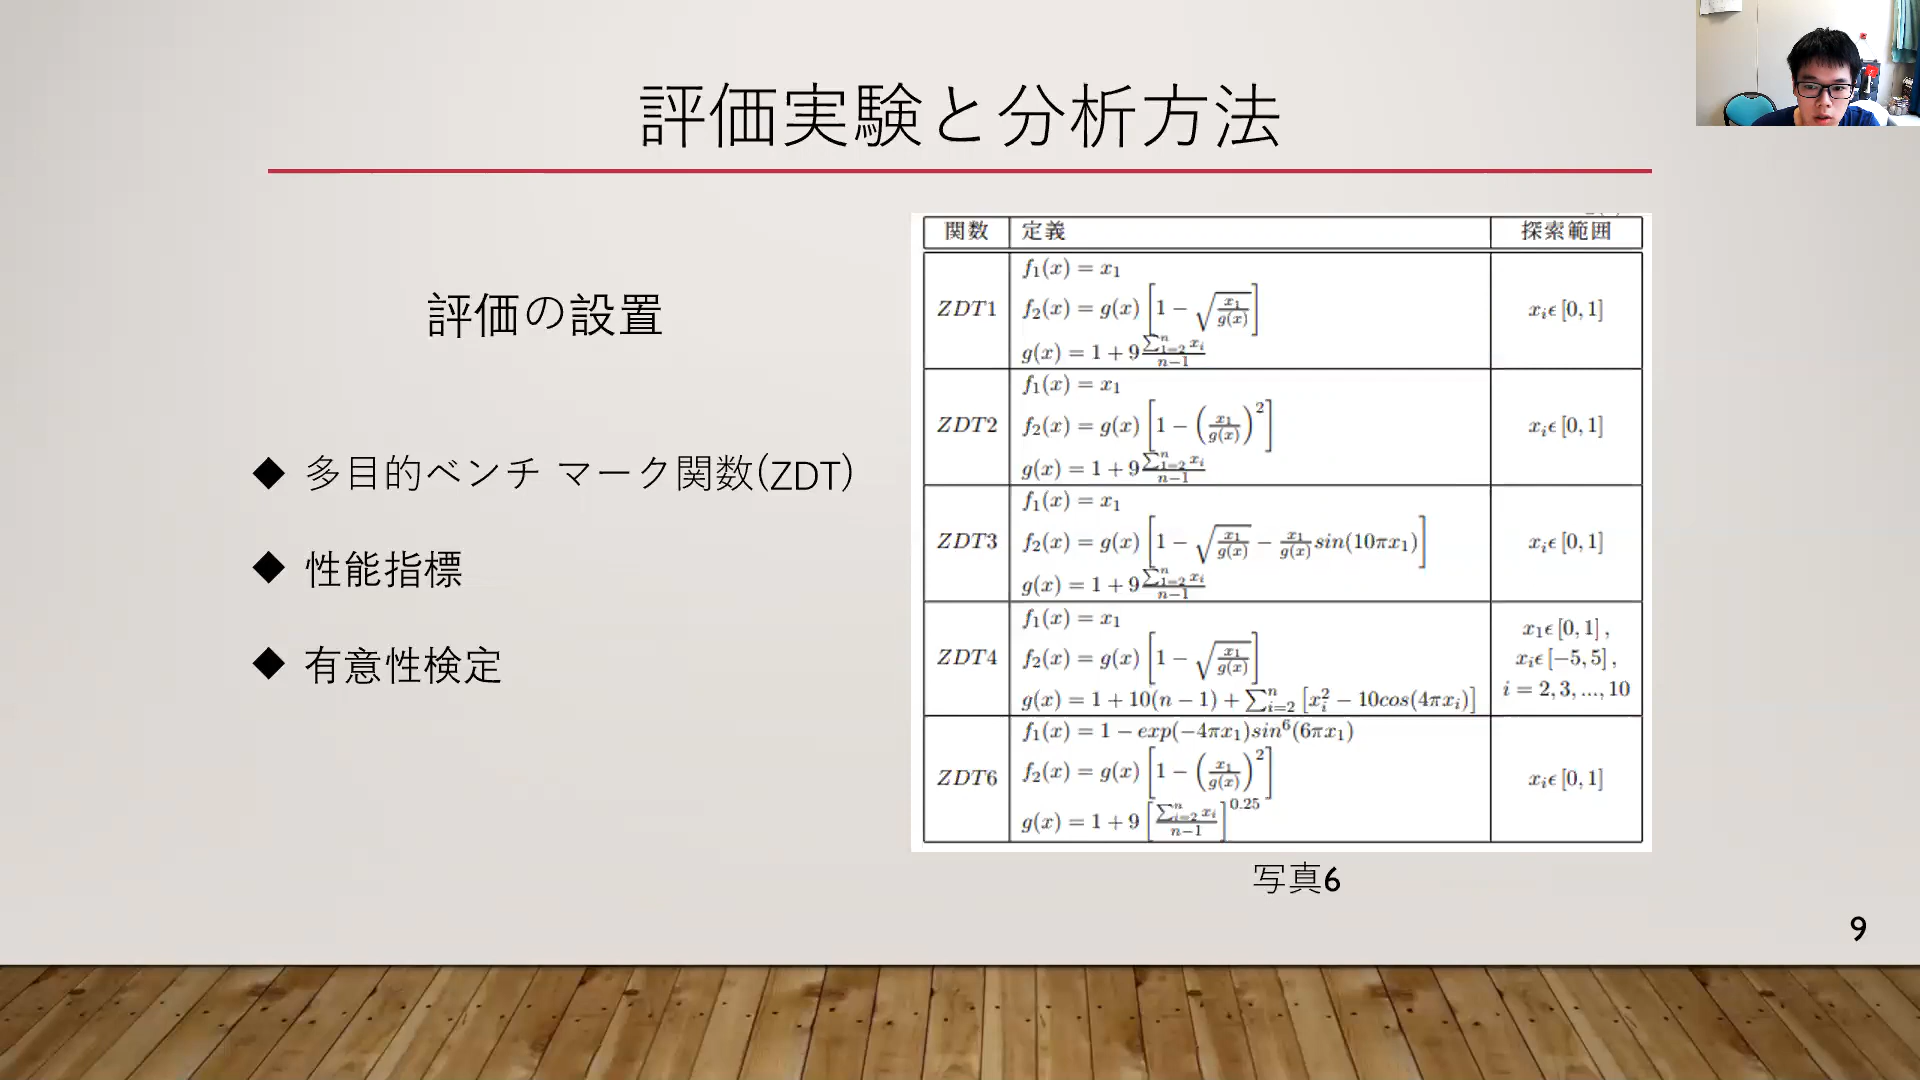 評価実験と分析方法
評価の設置
◆ 多目的ベンチ マーク関数(ZDT)
◆ 性能指標
◆ 有意性検定
関数 定義 探索範囲
ZDT1
f₁(x) = x₁
f₂(x) = g(x) [1 − √(x₁/g(x))]
g(x) = 1 + 9 (∑ⁿ₁₌₂ xᵢ)/(n−1)
xᵢϵ [0, 1]
ZDT2
f₁(x) = x₁
f₂(x) = g(x) [1 − (x₁/g(x))²]
g(x) = 1 + 9 (∑ⁿ₁₌₂ xᵢ)/(n−1)
xᵢϵ [0, 1]
ZDT3
f₁(x) = x₁
f₂(x) = g(x) [1 − √(x₁/g(x)) − x₁/g(x) sin(10πx₁)]
g(x) = 1 + 9 (∑ⁿ₁₌₂ xᵢ)/(n−1)
xᵢϵ [0, 1]
ZDT4
f₁(x) = x₁
f₂(x) = g(x) [1 − √(x₁/g(x))]
g(x) = 1 + 10(n − 1) + ∑ⁿᵢ₌₂ [xᵢ² − 10cos(4πxᵢ)]
x₁ϵ [0, 1] ,
xᵢϵ [−5, 5] ,
i = 2, 3, ..., 10
ZDT6
f₁(x) = 1 − exp(−4πx₁)sin⁶(6πx₁)
f₂(x) = g(x) [1 − (x₁/g(x))²]
g(x) = 1 + 9 [(∑ⁿᵢ₌₂ xᵢ)/(n−1)]^0.25
xᵢϵ [0, 1]
写真6
9